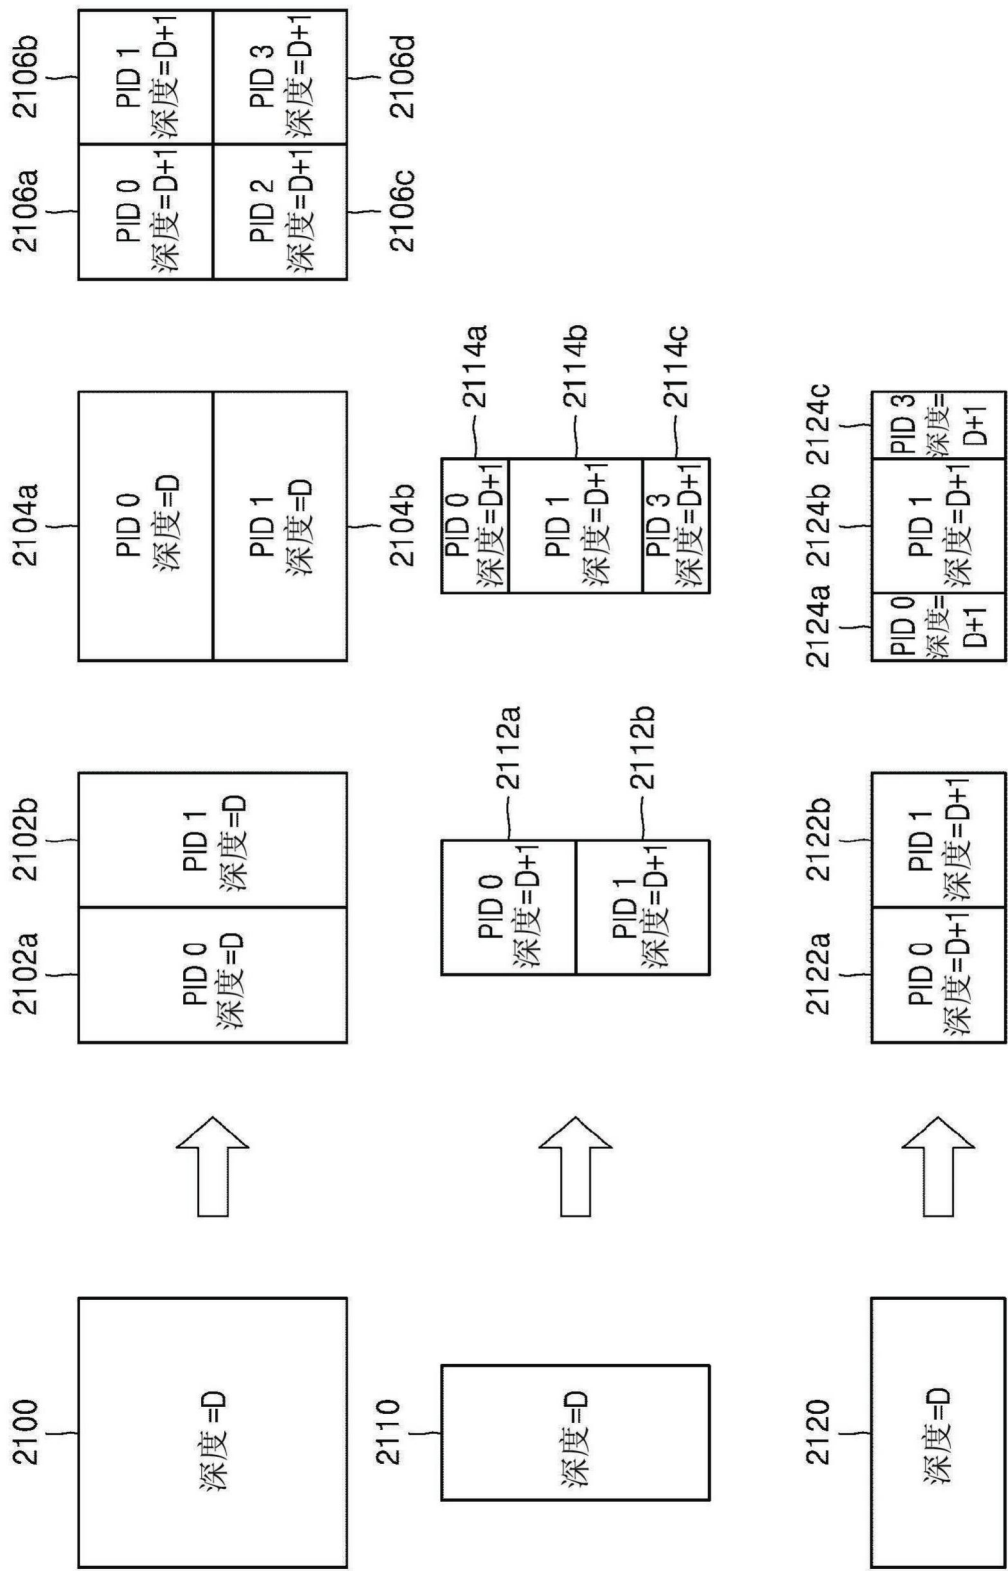 2100
深度=D
2102a
2102b
PID 0
深度=D
PID 1
深度=D
2104a
PID 0
深度=D
PID 1
深度=D
2104b
2106a
2106b
PID 0
深度=D+1
PID 1
深度=D+1
PID 2
深度=D+1
PID 3
深度=D+1
2106c
2106d
2110
深度=D
PID 0
深度=D+1
2112a
PID 1
深度=D+1
2112b
PID 0
深度=D+1
2114a
PID 1
深度=D+1
2114b
PID 3
深度=D+1
2114c
2120
深度=D
2122a
2122b
PID 0
深度=D+1
PID 1
深度=D+1
2124a
2124b
2124c
PID 0
深度=
D+1
PID 1
深度=D+1
PID 3
深度=
D+1